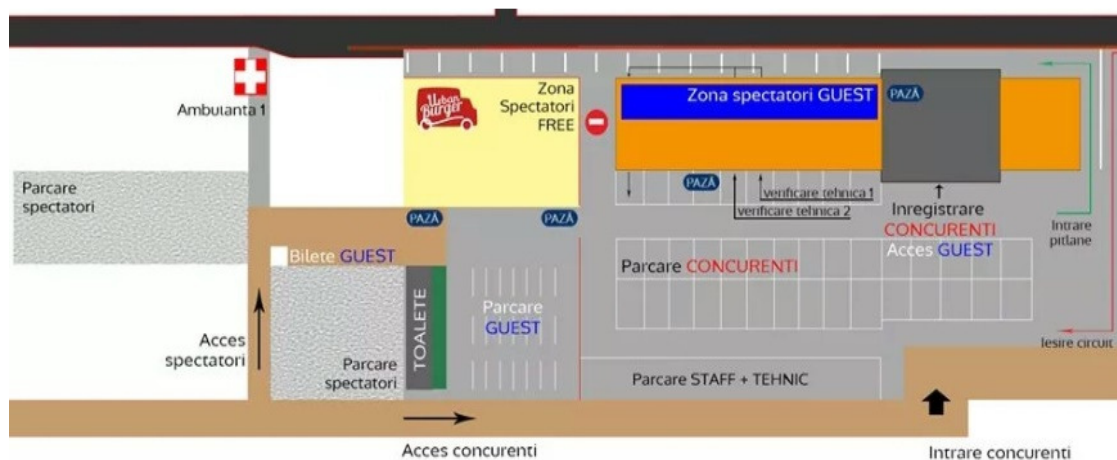 Ambulanta 1
Urban
Burger
Zona
Spectatori
FREE
Zona spectatori GUEST
PAZĂ
PAZĂ
verificare tehnica 1
verificare tehnica 2
Inregistrare
CONCURENTI
Acces GUEST
Intrare
pitlane
Parcare
spectatori
PAZĂ
PAZĂ
Bilete GUEST
Parcare CONCURENTI
Parcare
GUEST
TOALETE
Acces
spectatori
Parcare
spectatori
Iesire circuit
Parcare STAFF + TEHNIC
Acces concurenti
Intrare concurenti